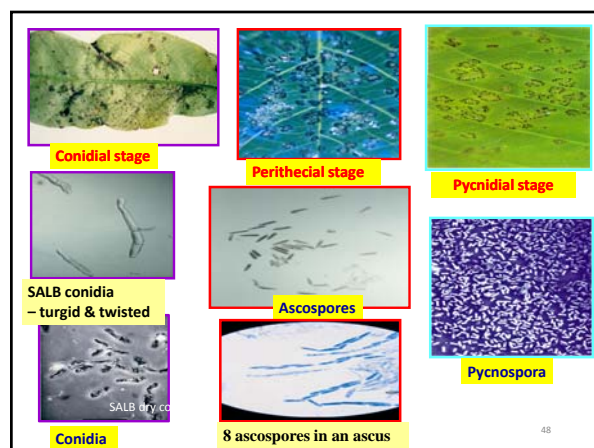 Conidial stage
Perithecial stage
Pycnidial stage
SALB conidia
– turgid & twisted
Ascospores
Pycnospora
SALB dry co
Conidia
8 ascospores in an ascus
48